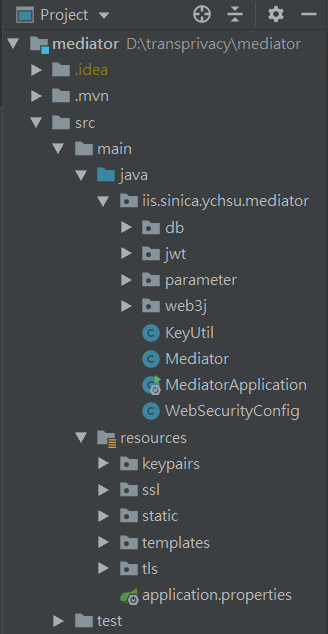 Project
mediator D:\transprivacy\mediator
.idea
.mvn
src
main
java
iis.sinica.ychsu.mediator
db
jwt
parameter
web3j
KeyUtil
Mediator
MediatorApplication
WebSecurityConfig
resources
keypairs
ssl
static
templates
tls
application.properties
test